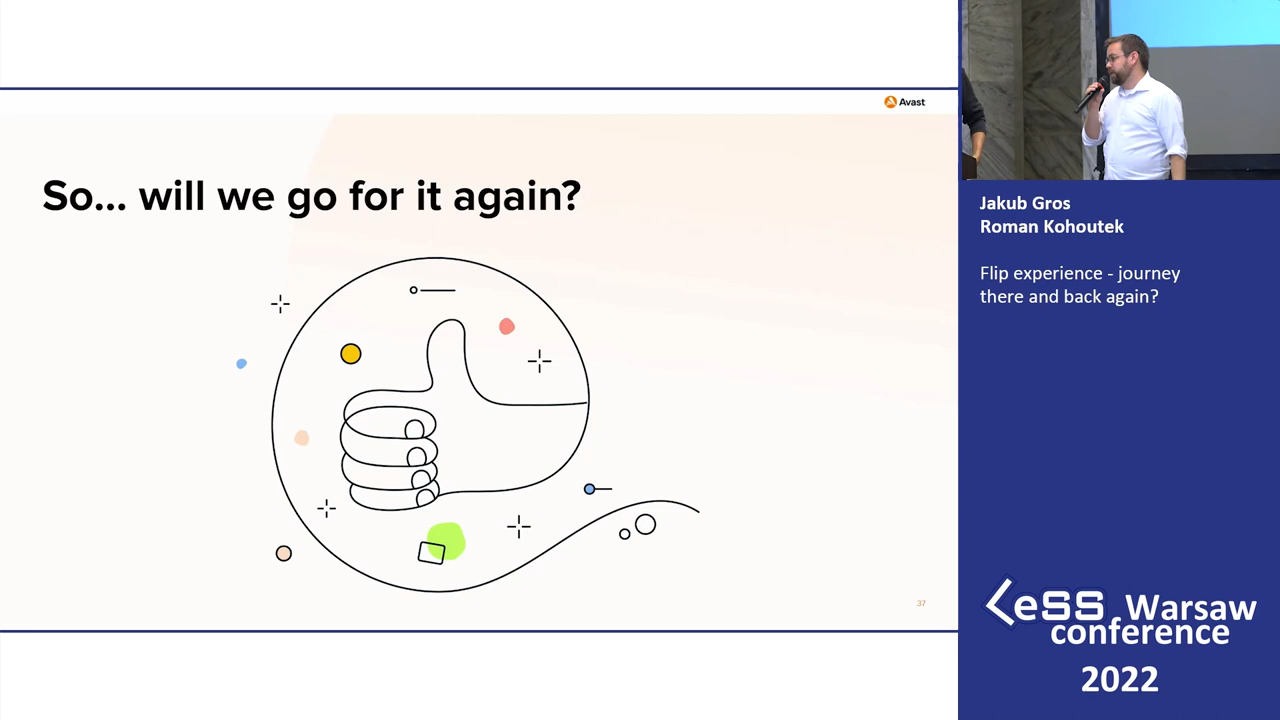 Avast
So... will we go for it again?
37
Jakub Gros
Roman Kohoutek
Flip experience - journey
there and back again?
LeSS Warsaw
conference
2022